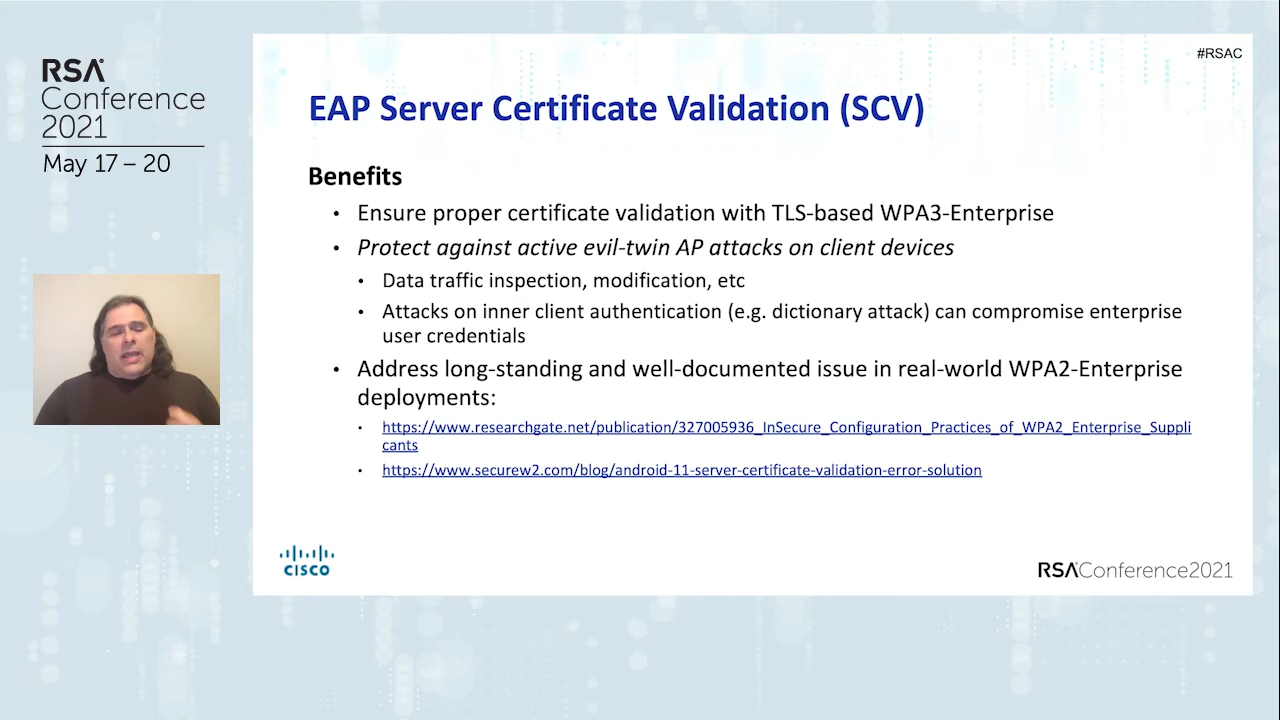 RSA
Conference
2021
May 17 – 20
#RSAC
EAP Server Certificate Validation (SCV)
Benefits
• Ensure proper certificate validation with TLS-based WPA3-Enterprise
• Protect against active evil-twin AP attacks on client devices
• Data traffic inspection, modification, etc
• Attacks on inner client authentication (e.g. dictionary attack) can compromise enterprise
user credentials
• Address long-standing and well-documented issue in real-world WPA2-Enterprise
deployments:
• https://www.researchgate.net/publication/327005936_InSecure_Configuration_Practices_of_WPA2_Enterprise_Suppli
cants
• https://www.securew2.com/blog/android-11-server-certificate-validation-error-solution
CISCO
RSAConference2021